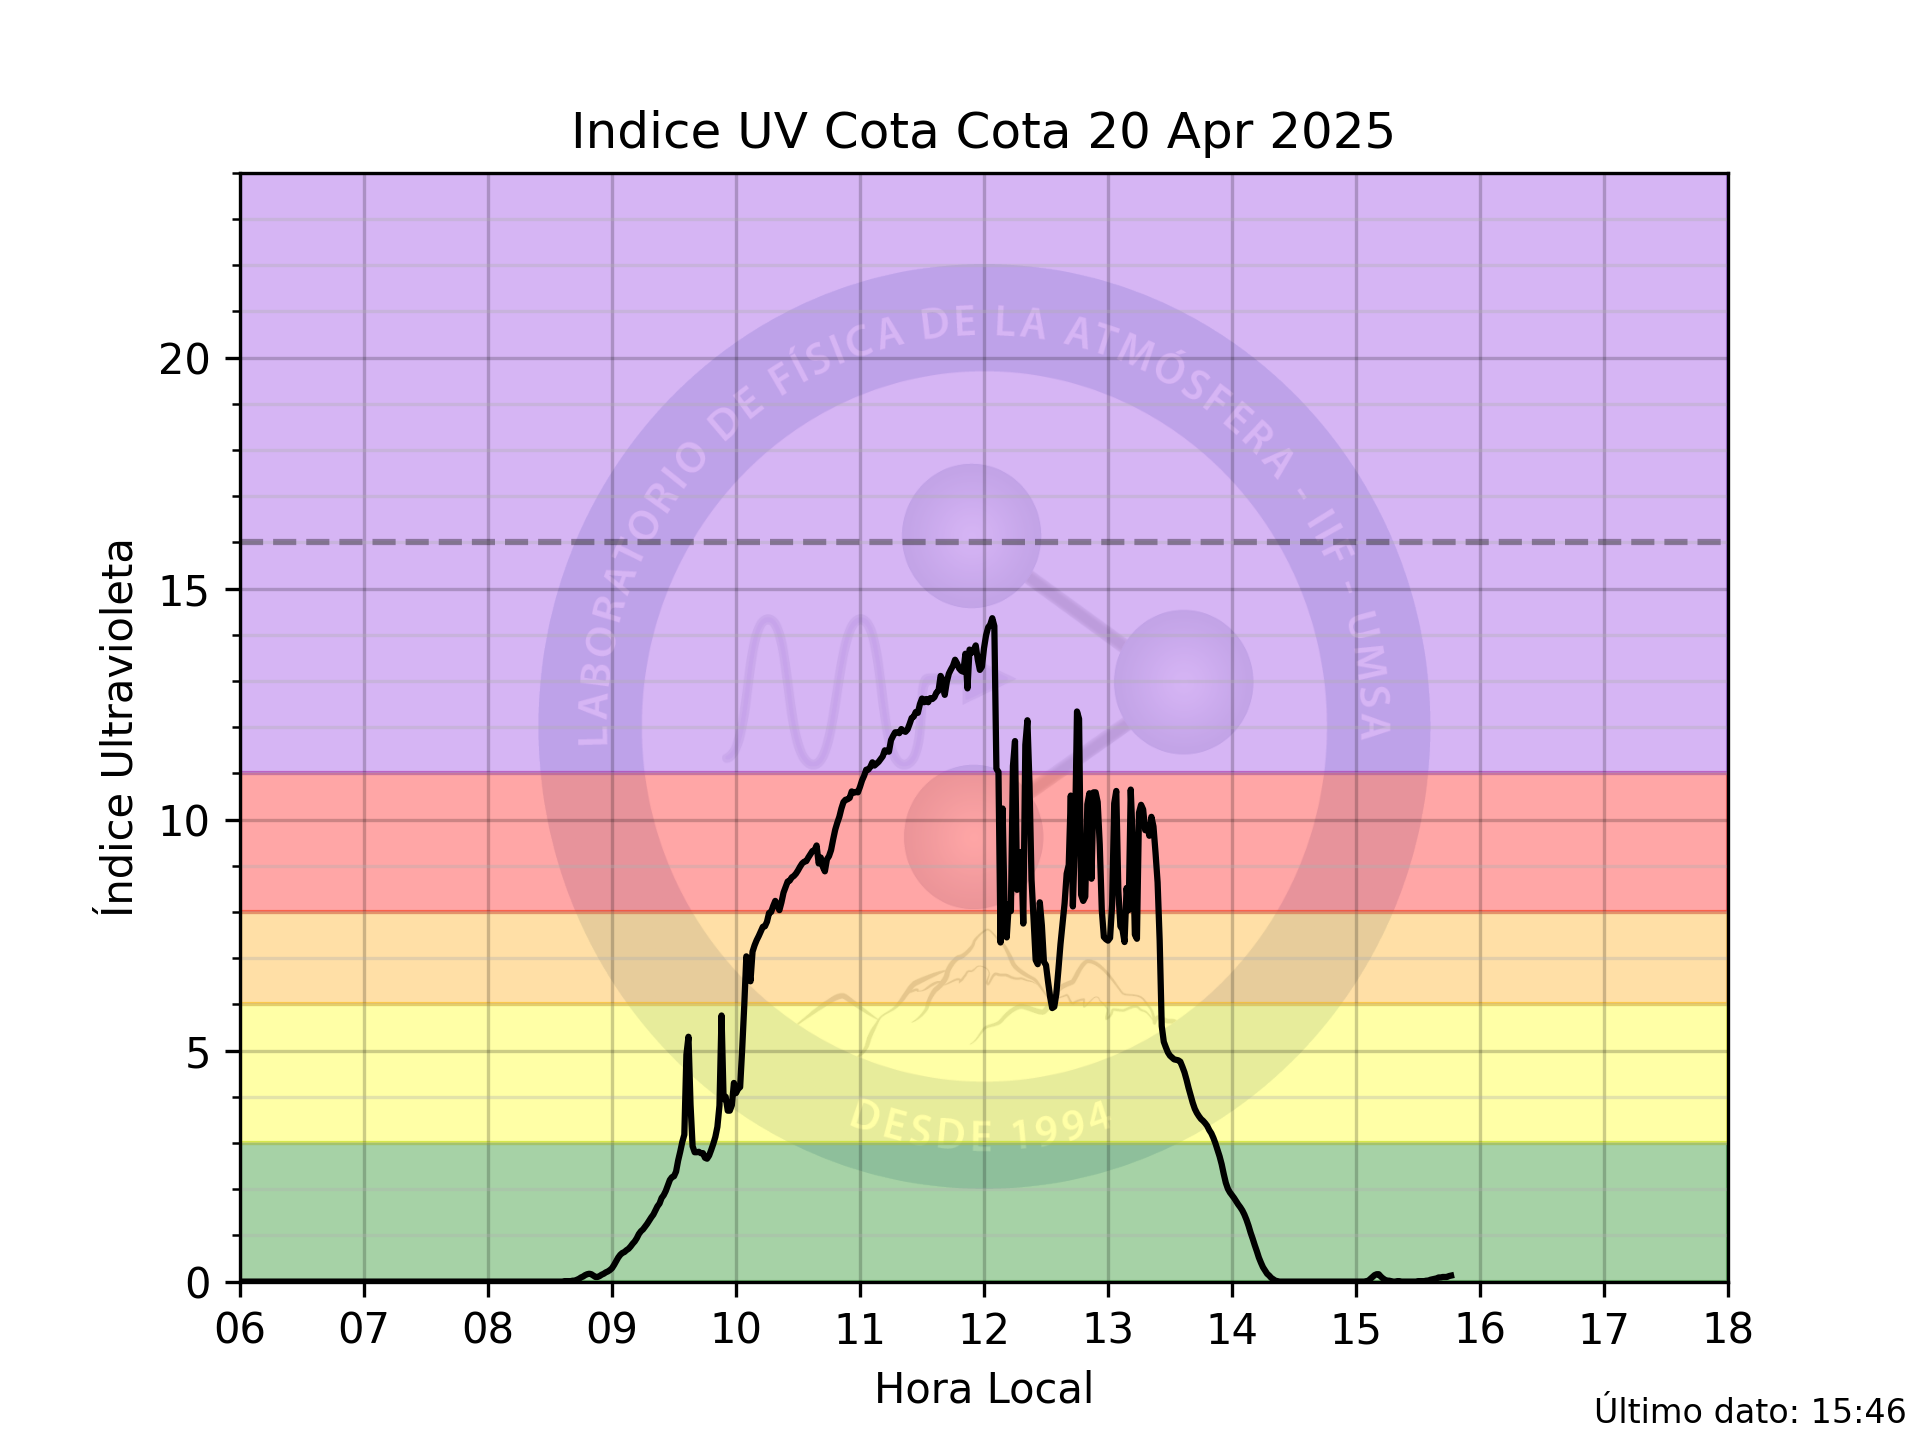 Indice UV Cota Cota 20 Apr 2025
LABORATORIO DE FÍSICA DE LA ATMÓSFERA - IIF - UMSA
DESDE 1994
Índice Ultravioleta
20
15
10
5
0
06 07 08 09 10 11 12 13 14 15 16 17 18
Hora Local
Último dato: 15:46